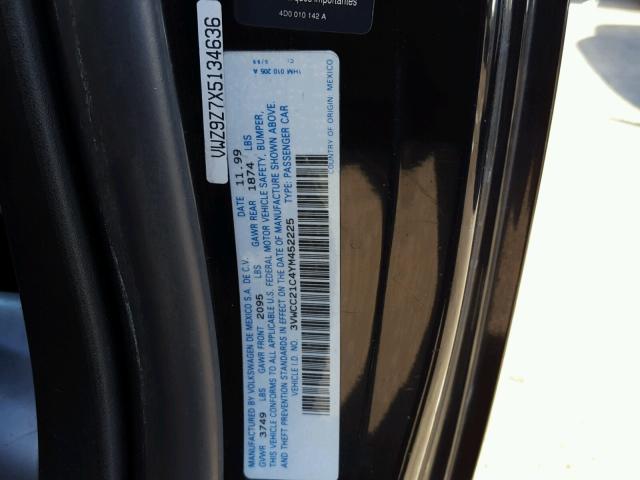 importantes
4D0 010 142 A
VWZ9Z7X5134636
MANUFACTURED BY VOLKSWAGEN DE MEXICO S.A. DE C.V. DATE 11.99
GVWR 3749 LBS GAWR FRONT 2095 LBS GAWR REAR 1874 LBS
THIS VEHICLE CONFORMS TO ALL APPLICABLE U.S. FEDERAL MOTOR VEHICLE SAFETY, BUMPER,
AND THEFT PREVENTION STANDARDS IN EFFECT ON THE DATE OF MANUFACTURE SHOWN ABOVE.
VEHICLE I.D. NO. 3VWCC21C4YM452225 TYPE: PASSENGER CAR
COUNTRY OF ORIGIN: MEXICO
1HM 010 205 A